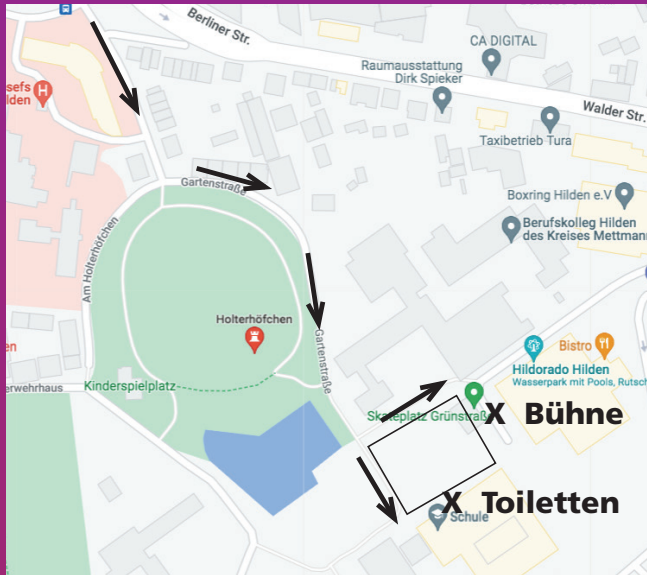 Berliner Str.
CA DIGITAL
Raumausstattung
Dirk Spieker
sefs
lden
H
Walder Str.
Taxibetrieb Tura
Gartenstraße
Boxring Hilden e.V
Berufskolleg Hilden
des Kreises Mettmann
Am Holterhöfchen
Holterhöfchen
Gartenstraße
en
Bistro
Hildorado Hilden
Wasserpark mit Pools, Rutsch
erwehrhaus
Kinderspielplatz
Skateplatz Grünstraße
X Bühne
X Toiletten
Schule